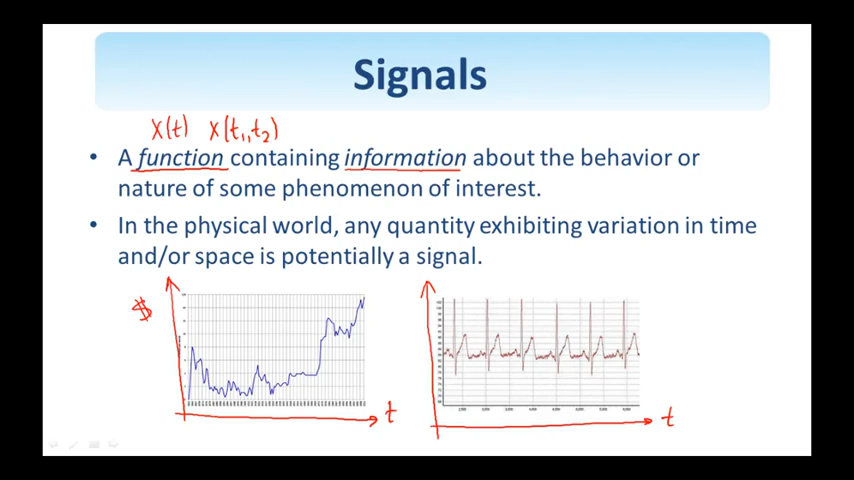 Signals
X(t) X(t₁,t₂)
• A function containing information about the behavior or
nature of some phenomenon of interest.
• In the physical world, any quantity exhibiting variation in time
and/or space is potentially a signal.
$
t
t